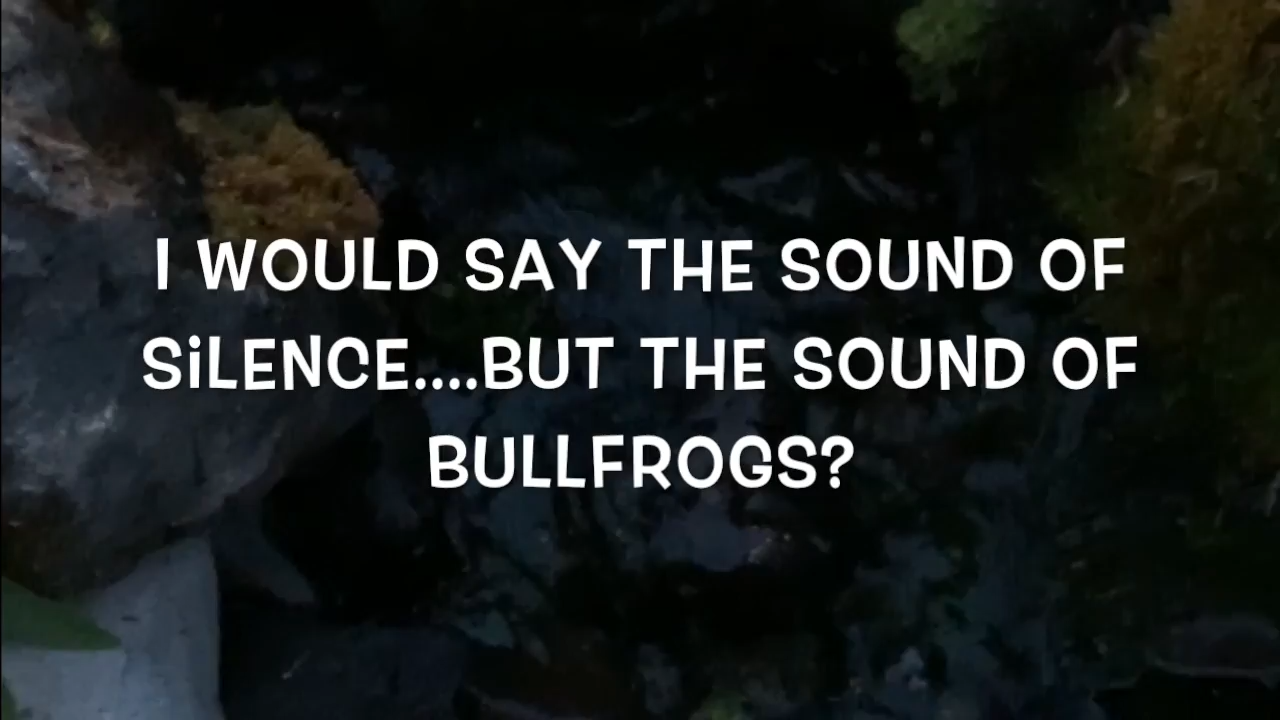 I WOULD SAY THE SOUND OF
SiLENCE....BUT THE SOUND OF
BULLFROGS?